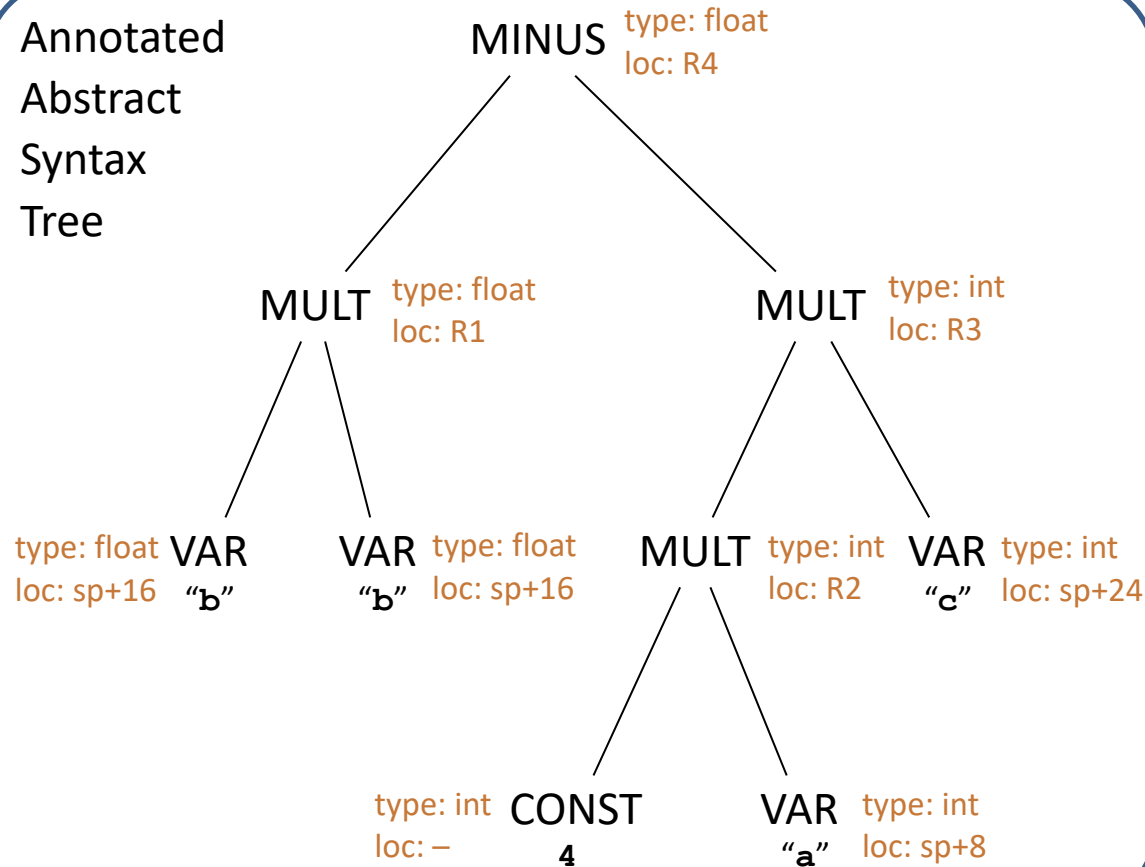 Annotated
Abstract
Syntax
Tree
MINUS
type: float
loc: R4
MULT
type: float
loc: R1
MULT
type: int
loc: R3
type: float
loc: sp+16
VAR
“b”
VAR
“b”
type: float
loc: sp+16
MULT
type: int
loc: R2
VAR
“c”
type: int
loc: sp+24
type: int
loc: –
CONST
4
VAR
“a”
type: int
loc: sp+8